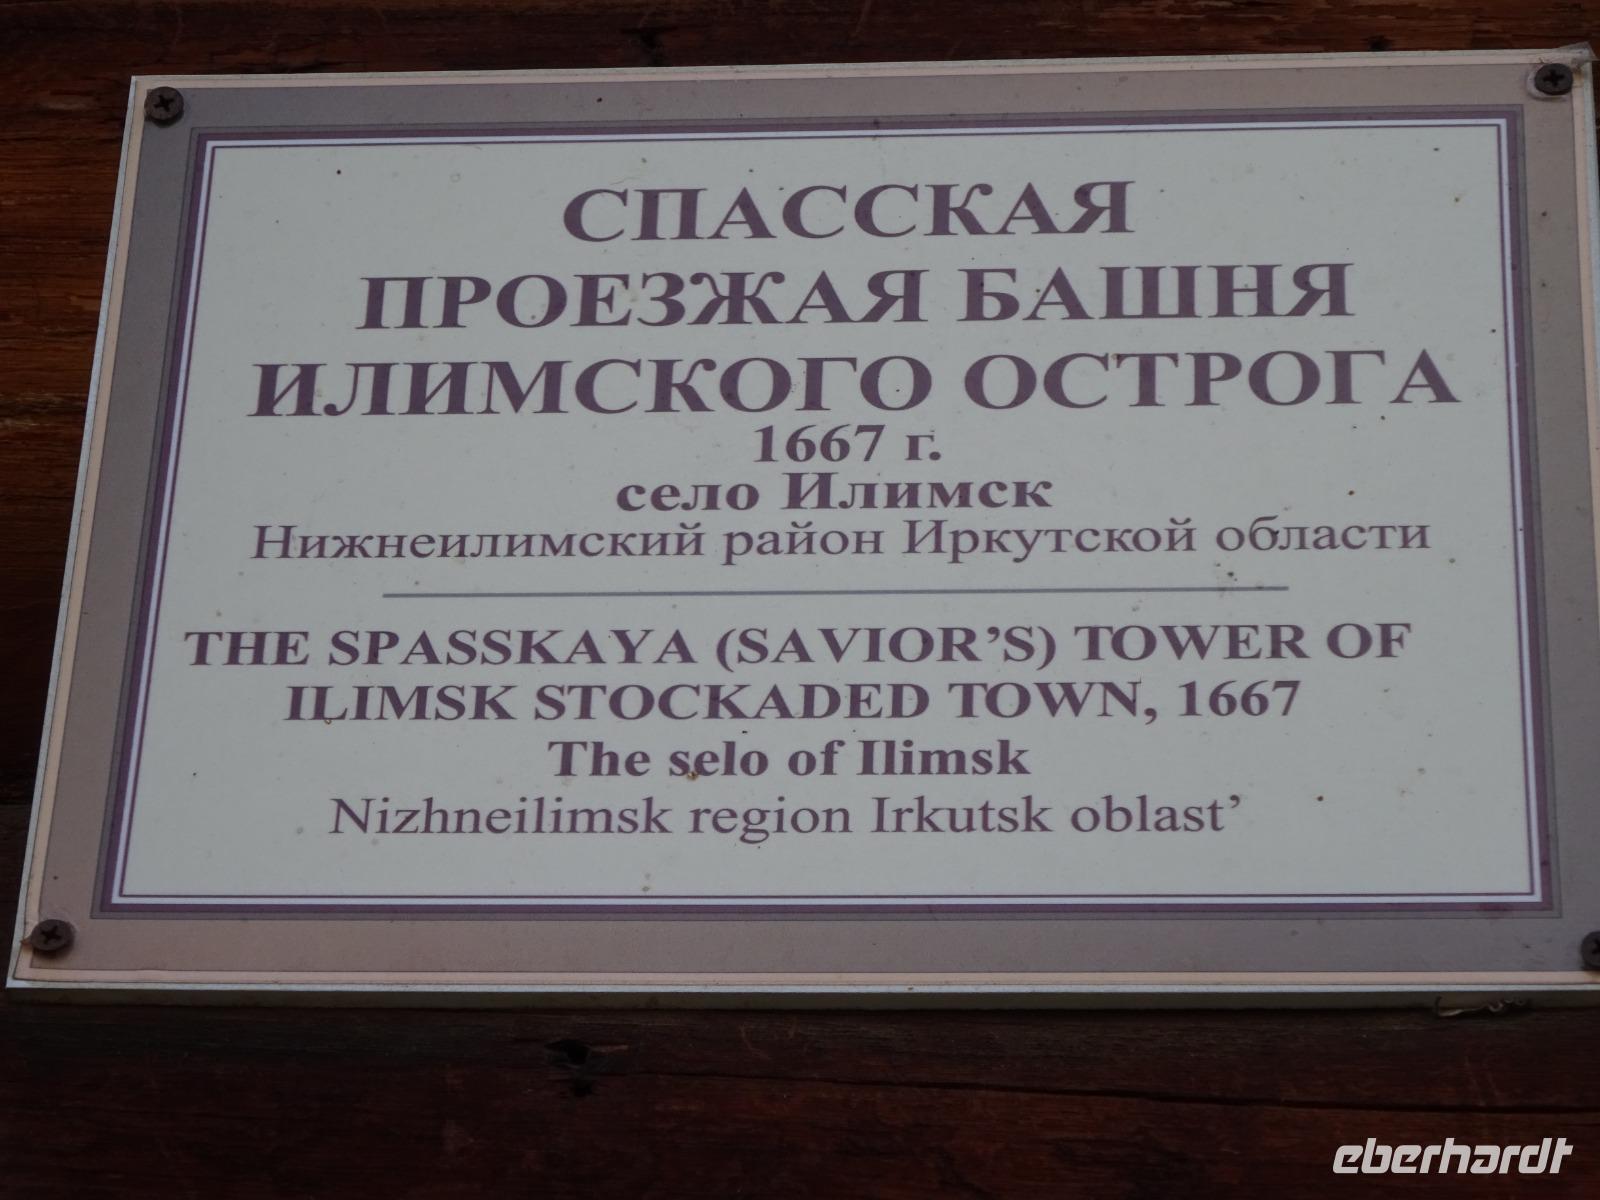 СПАССКАЯ
ПРОЕЗЖАЯ БАШНЯ
ИЛИМСКОГО ОСТРОГА
1667 г.
село Илимск
Нижнеилимский район Иркутской области
THE SPASSKAYA (SAVIOR’S) TOWER OF
ILIMSK STOCKADED TOWN, 1667
The selo of Ilimsk
Nizhneilimsk region Irkutsk oblast’
eberhardt